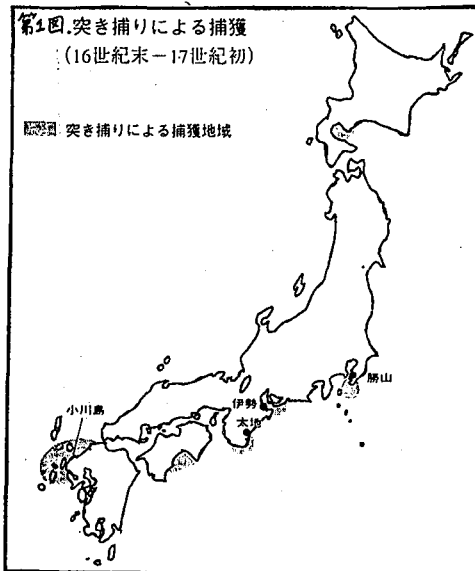 第1図.突き捕りによる捕獲
(16世紀末－17世紀初)
突き捕りによる捕獲地域
勝山
伊勢
太地
小川島